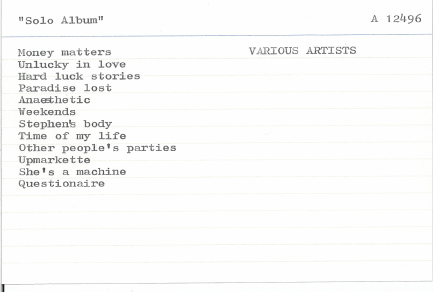 "Solo Album"
A 12496
Money matters
VARIOUS ARTISTS
Unlucky in love
Hard luck stories
Paradise lost
Anaesthetic
Weekends
Stephen's body
Time of my life
Other people's parties
Upmarkette
She's a machine
Questionaire